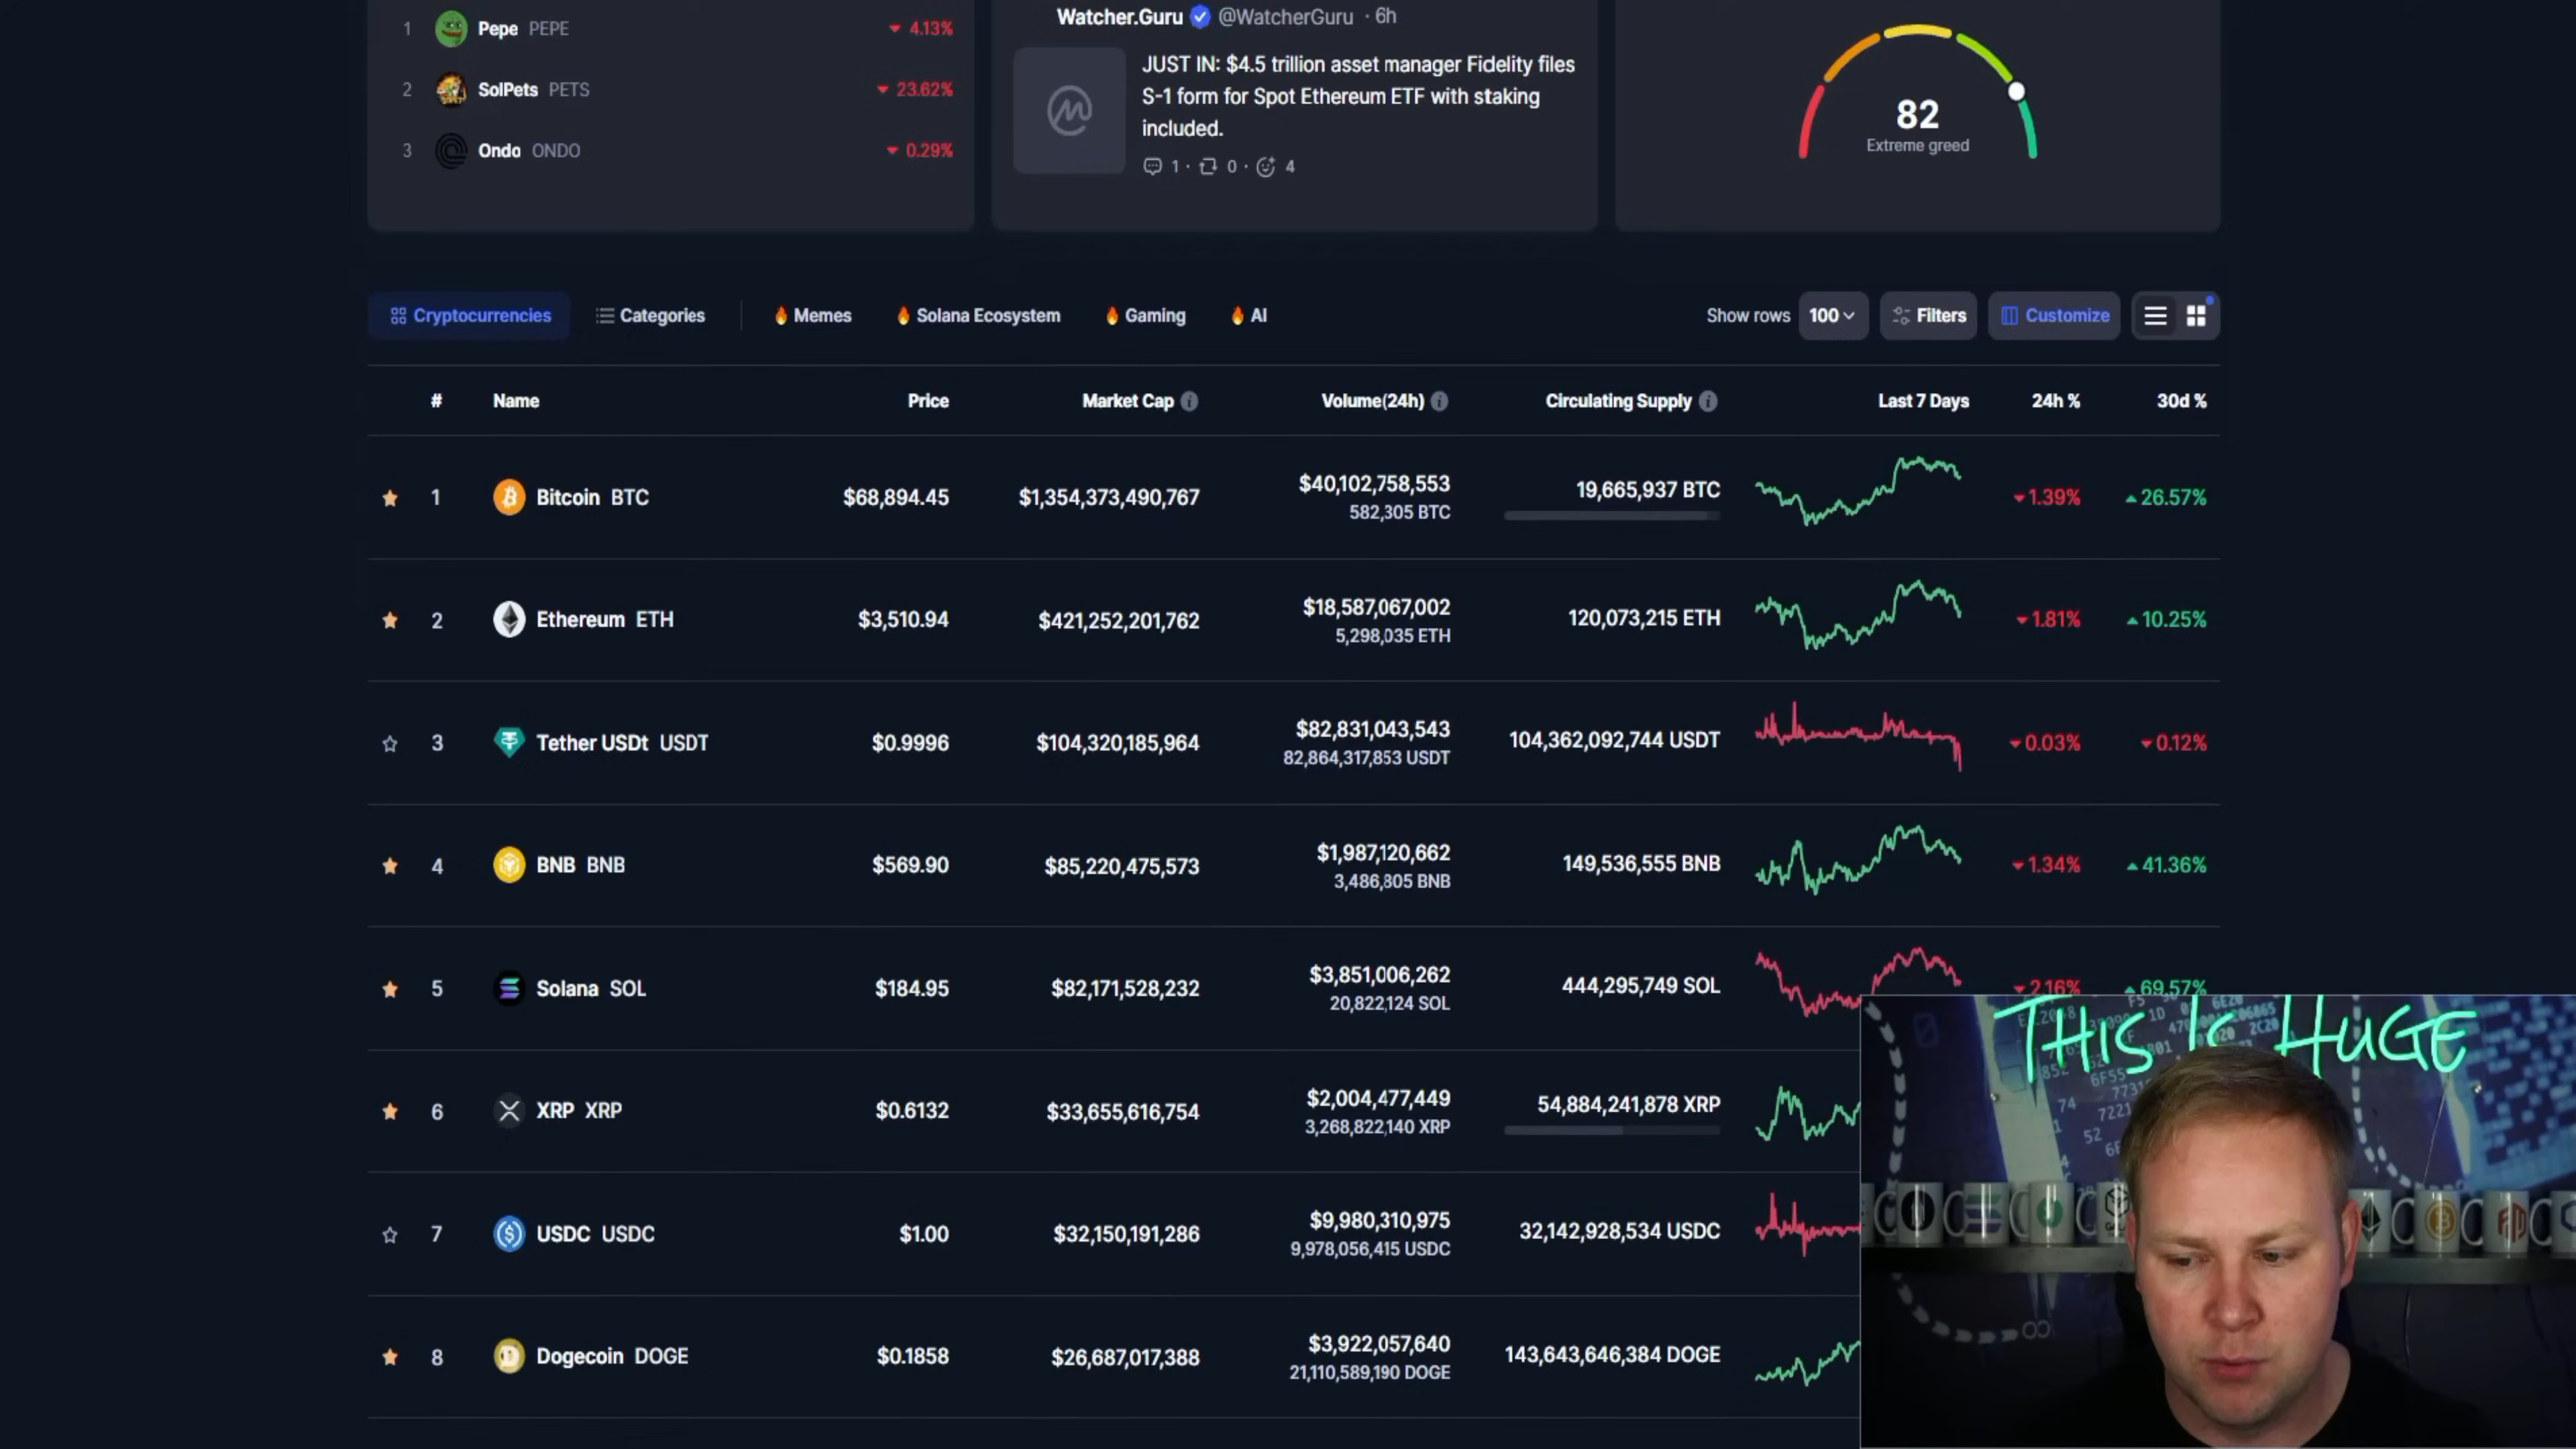 1 Pepe PEPE 4.13%
2 SolPets PETS 23.62%
3 Ondo ONDO 0.29%
Watcher.Guru @WatcherGuru · 6h
JUST IN: $4.5 trillion asset manager Fidelity files
S-1 form for Spot Ethereum ETF with staking
included.
1 · 0 · 4
82
Extreme greed
Cryptocurrencies Categories Memes Solana Ecosystem Gaming AI Show rows 100 Filters Customize
# Name Price Market Cap Volume(24h) Circulating Supply Last 7 Days 24h % 30d %
1 Bitcoin BTC $68,894.45 $1,354,373,490,767 $40,102,758,553 19,665,937 BTC 1.39% 26.57%
582,305 BTC
2 Ethereum ETH $3,510.94 $421,252,201,762 $18,587,067,002 120,073,215 ETH 1.81% 10.25%
5,298,035 ETH
3 Tether USDt USDT $0.9996 $104,320,185,964 $82,831,043,543 104,362,092,744 USDT 0.03% 0.12%
82,864,317,853 USDT
4 BNB BNB $569.90 $85,220,475,573 $1,987,120,662 149,536,555 BNB 1.34% 41.36%
3,486,805 BNB
5 Solana SOL $184.95 $82,171,528,232 $3,851,006,262 444,295,749 SOL 2.16% 69.57%
20,822,124 SOL
6 XRP XRP $0.6132 $33,655,616,754 $2,004,477,449 54,884,241,878 XRP
3,268,822,140 XRP
7 USDC USDC $1.00 $32,150,191,286 $9,980,310,975 32,142,928,534 USDC
9,978,056,415 USDC
8 Dogecoin DOGE $0.1858 $26,687,017,388 $3,922,057,640 143,643,646,384 DOGE
21,110,589,190 DOGE
THIS IS HUGE